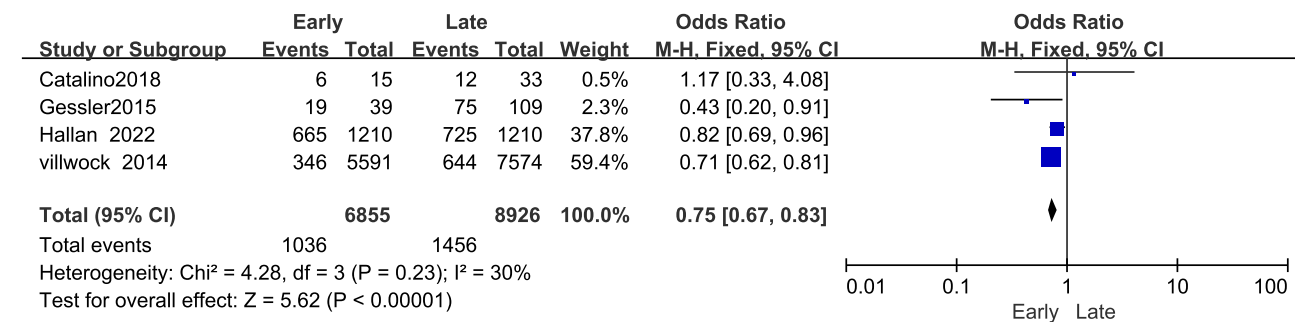 Early Late Odds Ratio Odds Ratio
Study or Subgroup Events Total Events Total Weight M-H, Fixed, 95% CI M-H, Fixed, 95% CI
Catalino2018 6 15 12 33 0.5% 1.17 [0.33, 4.08]
Gessler2015 19 39 75 109 2.3% 0.43 [0.20, 0.91]
Hallan 2022 665 1210 725 1210 37.8% 0.82 [0.69, 0.96]
villwock 2014 346 5591 644 7574 59.4% 0.71 [0.62, 0.81]
Total (95% CI) 6855 8926 100.0% 0.75 [0.67, 0.83]
Total events 1036 1456
Heterogeneity: Chi² = 4.28, df = 3 (P = 0.23); I² = 30%
Test for overall effect: Z = 5.62 (P < 0.00001)
0.01 0.1 1 10 100
Early Late